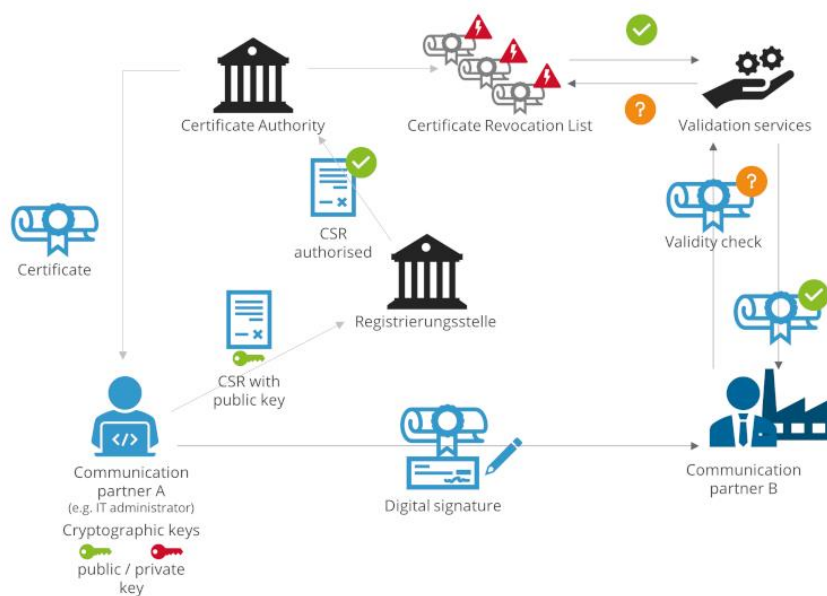 Certificate Authority
Certificate Revocation List
Validation services
CSR
authorised
Validity check
Certificate
Registrierungsstelle
CSR with
public key
Communication
partner A
(e.g. IT administrator)
Cryptographic keys
public / private
key
Digital signature
Communication
partner B